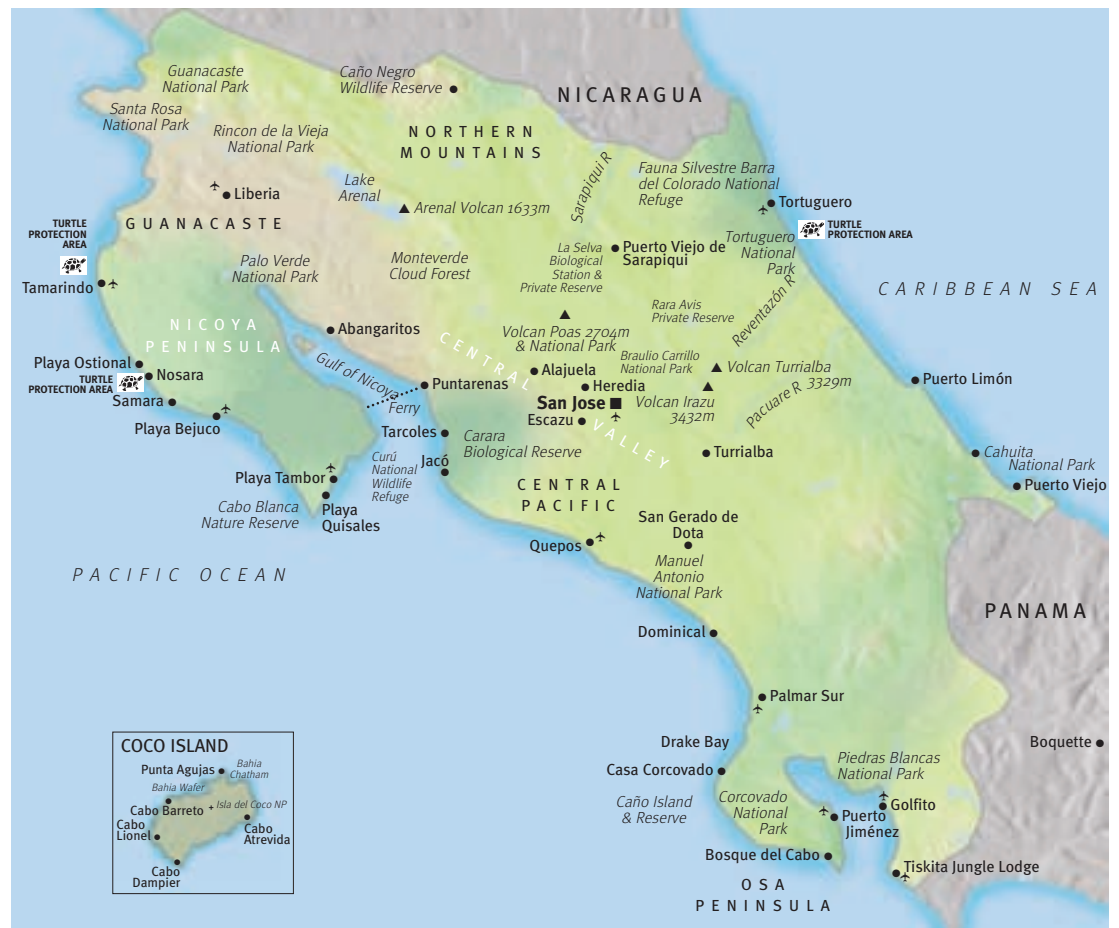 Guanacaste
National Park
Caño Negro
Wildlife Reserve
NICARAGUA
Santa Rosa
National Park
Rincon de la Vieja
National Park
NORTHERN
MOUNTAINS
Sarapiqui R
Fauna Silvestre Barra
del Colorado National
Refuge
Lake
Arenal
Liberia
Arenal Volcan 1633m
Tortuguero
GUANACASTE
TURTLE
PROTECTION
AREA
TURTLE
PROTECTION AREA
Tortuguero
National
Park
Palo Verde
National Park
Monteverde
Cloud Forest
La Selva
Biological
Station &
Private Reserve
Puerto Viejo de
Sarapiqui
Tamarindo
CARIBBEAN SEA
Rara Avis
Private Reserve
Reventazón R
NICOYA
PENINSULA
Abangaritos
Volcan Poas 2704m
& National Park
CENTRAL
VALLEY
Braulio Carrillo
National Park
Volcan Turrialba
3329m
Playa Ostional
TURTLE
PROTECTION AREA
Nosara
Gulf of Nicoya
Ferry
Puntarenas
Alajuela
Heredia
Volcan Irazu
3432m
Pacuare R
Puerto Limón
Samara
San Jose
Escazu
Playa Bejuco
Tarcoles
Carara
Biological Reserve
Turrialba
Cahuita
National Park
Jacó
Curú
National
Wildlife
Refuge
Playa Tambor
Puerto Viejo
CENTRAL
PACIFIC
Cabo Blanca
Nature Reserve
Playa
Quisales
San Gerado de
Dota
Quepos
Manuel
Antonio
National Park
PACIFIC OCEAN
PANAMA
Dominical
Palmar Sur
Drake Bay
Boquette
Piedras Blancas
National Park
Casa Corcovado
Caño Island
& Reserve
Corcovado
National
Park
Golfito
Puerto
Jiménez
Bosque del Cabo
Tiskita Jungle Lodge
OSA
PENINSULA
COCO ISLAND
Bahia
Chatham
Punta Agujas
Bahia Wafer
Isla del Coco NP
Cabo Barreto
Cabo
Lionel
Cabo
Atrevida
Cabo
Dampier